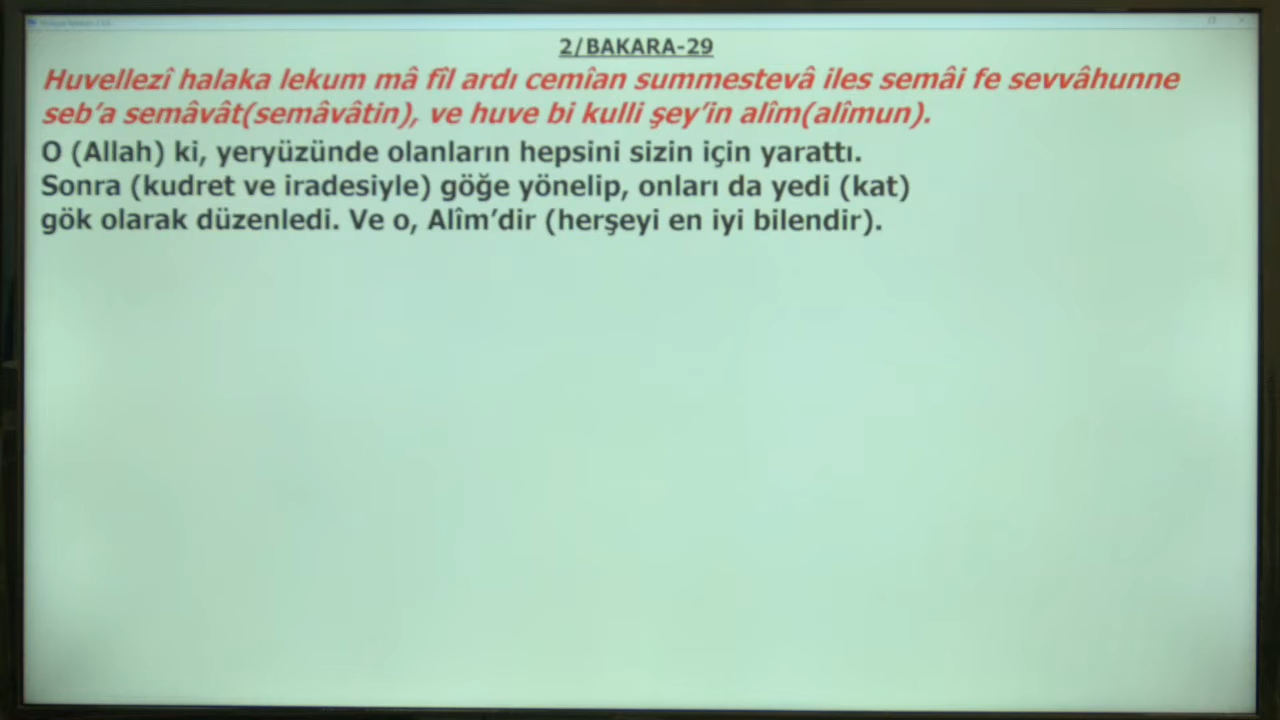 2/BAKARA-29
Huvellezî halaka lekum mâ fîl ardı cemîan summestevâ iles semâi fe sevvâhunne
seb’a semâvât(semâvâtin), ve huve bi kulli şey’in alîm(alîmun).
O (Allah) ki, yeryüzünde olanların hepsini sizin için yarattı.
Sonra (kudret ve iradesiyle) göğe yönelip, onları da yedi (kat)
gök olarak düzenledi. Ve o, Alîm’dir (herşeyi en iyi bilendir).